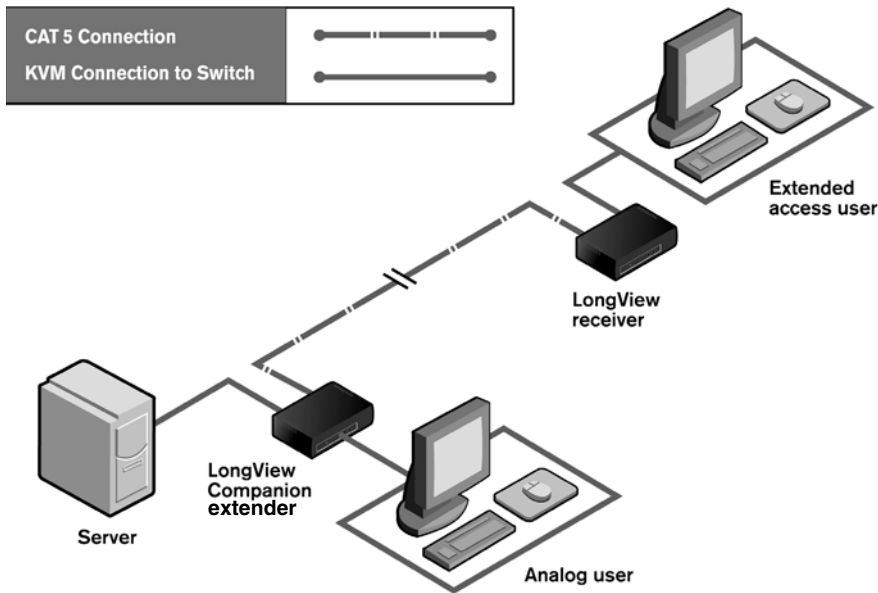 CAT 5 Connection
KVM Connection to Switch
Extended
access user
LongView
receiver
LongView
Companion
extender
Server
Analog user